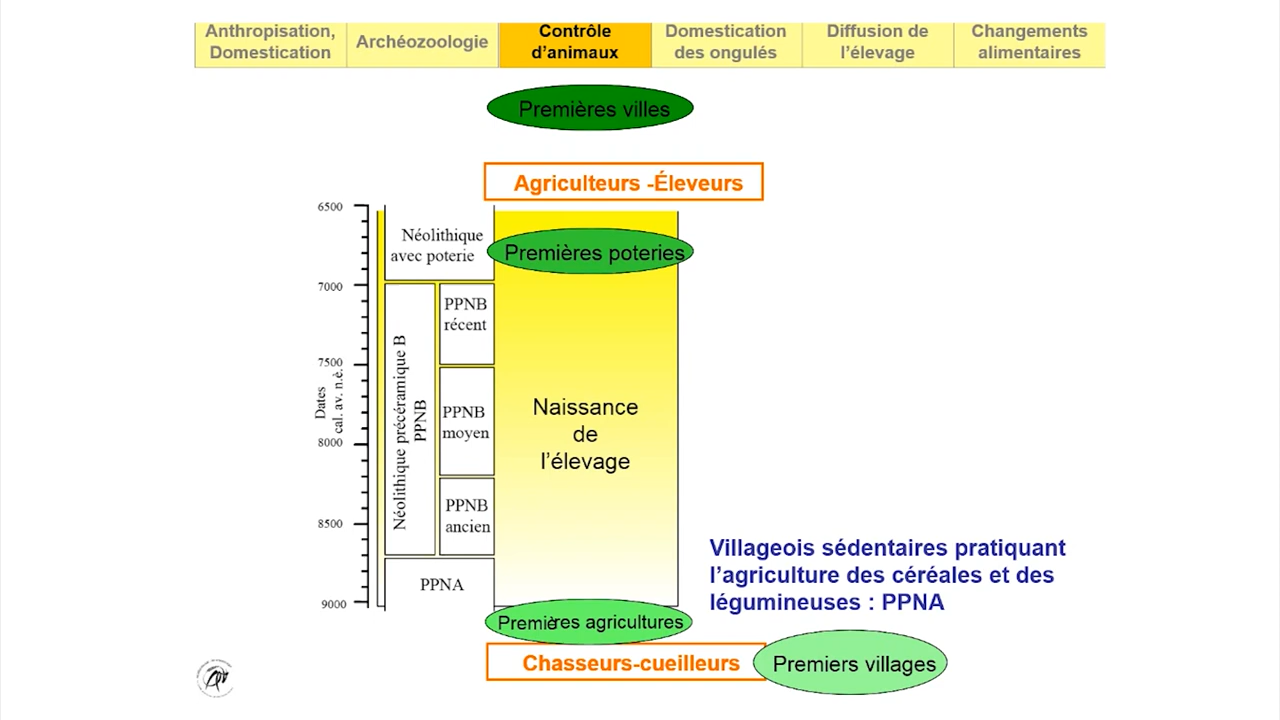 Anthropisation,
Domestication
Archéozoologie
Contrôle
d'animaux
Domestication
des ongulés
Diffusion de
l'élevage
Changements
alimentaires
Premières villes
Agriculteurs -Éleveurs
6500
Néolithique
avec poterie
Premières poteries
7000
PPNB
récent
7500
Dates
cal. av. n.è.
Néolithique précéramique B
PPNB
PPNB
moyen
Naissance
de
l'élevage
8000
PPNB
ancien
8500
Villageois sédentaires pratiquant
l'agriculture des céréales et des
légumineuses : PPNA
PPNA
9000
Premières agricultures
Chasseurs-cueilleurs
Premiers villages